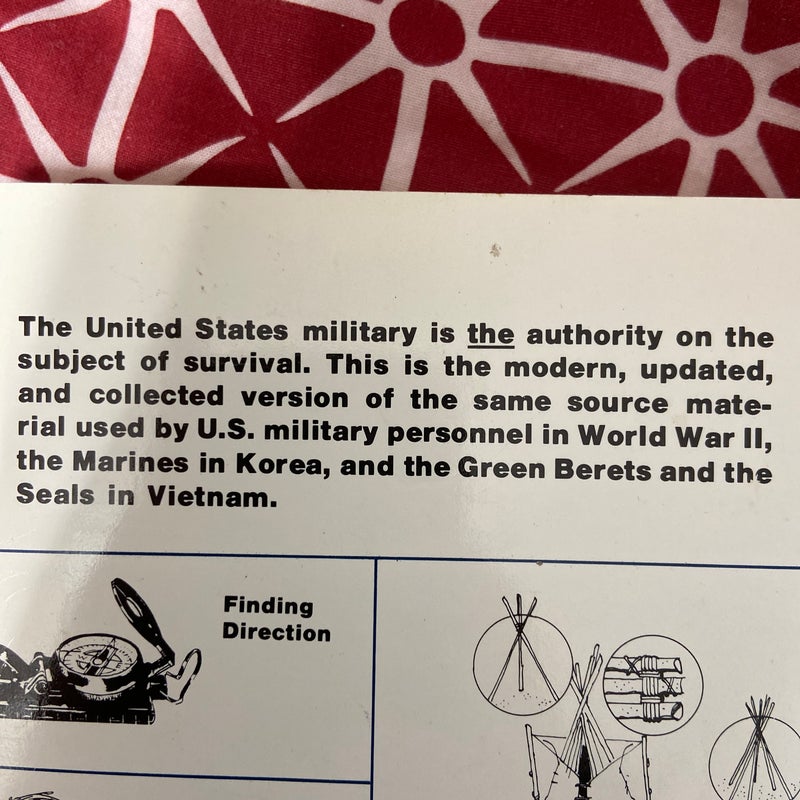 The United States military is the authority on the
subject of survival. This is the modern, updated,
and collected version of the same source mate-
rial used by U.S. military personnel in World War II,
the Marines in Korea, and the Green Berets and the
Seals in Vietnam.
Finding
Direction